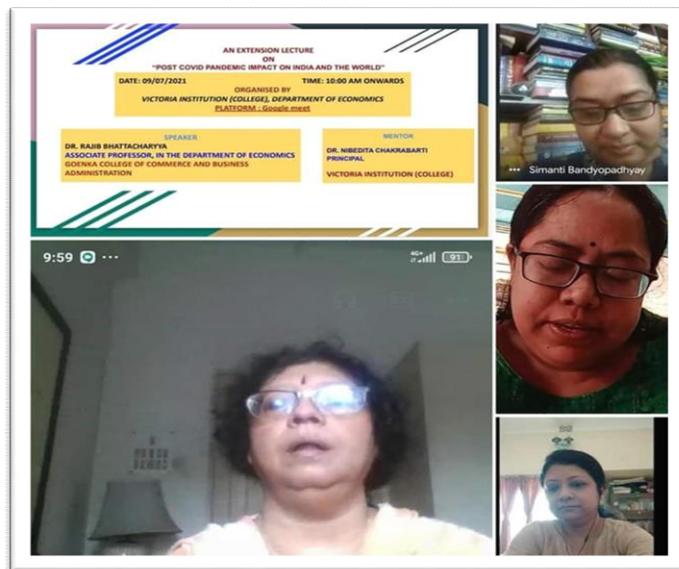 AN EXTENSION LECTURE
ON
"POST COVID PANDEMIC IMPACT ON INDIA AND THE WORLD"
DATE: 09/07/2021 TIME: 10:00 AM ONWARDS
ORGANISED BY
VICTORIA INSTITUTION (COLLEGE), DEPARTMENT OF ECONOMICS
PLATFORM : Google meet
SPEAKER
DR. RAJIB BHATTACHARYYA
ASSOCIATE PROFESSOR, IN THE DEPARTMENT OF ECONOMICS
GOENKA COLLEGE OF COMMERCE AND BUSINESS
ADMINISTRATION
MENTOR
DR. NIBEDITA CHAKRABARTI
PRINCIPAL
VICTORIA INSTITUTION (COLLEGE)
••• Simanti Bandyopadhyay
9:59 ••• 4G+ 91